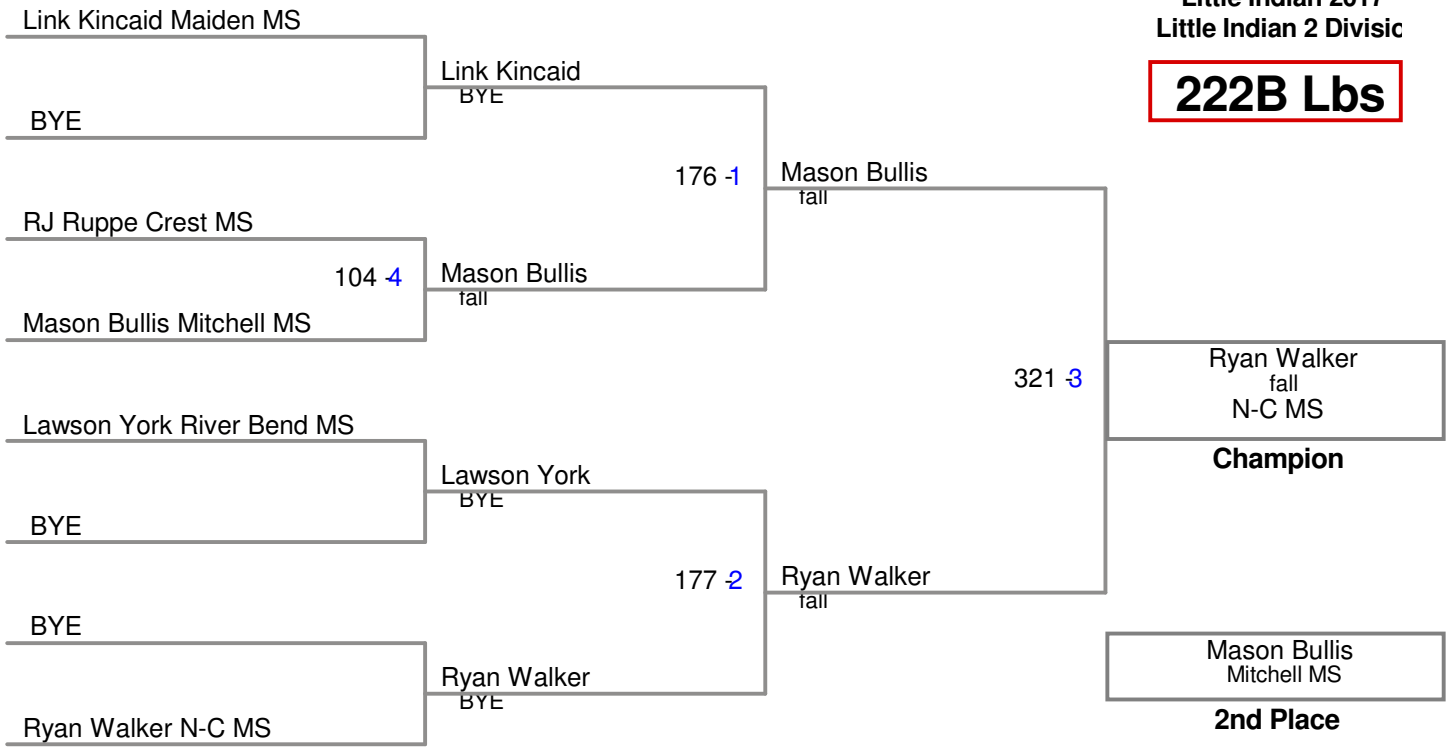 Little Indian 2017
Little Indian 2 Divisic
222B Lbs
Link Kincaid Maiden MS
Link Kincaid
BYE
BYE
176 -1
Mason Bullis
fall
RJ Ruppe Crest MS
104 -4
Mason Bullis
fall
Mason Bullis Mitchell MS
321 -3
Ryan Walker
fall
N-C MS
Champion
Lawson York River Bend MS
Lawson York
BYE
BYE
177 -2
Ryan Walker
fall
BYE
Ryan Walker
BYE
Ryan Walker N-C MS
Mason Bullis
Mitchell MS
2nd Place